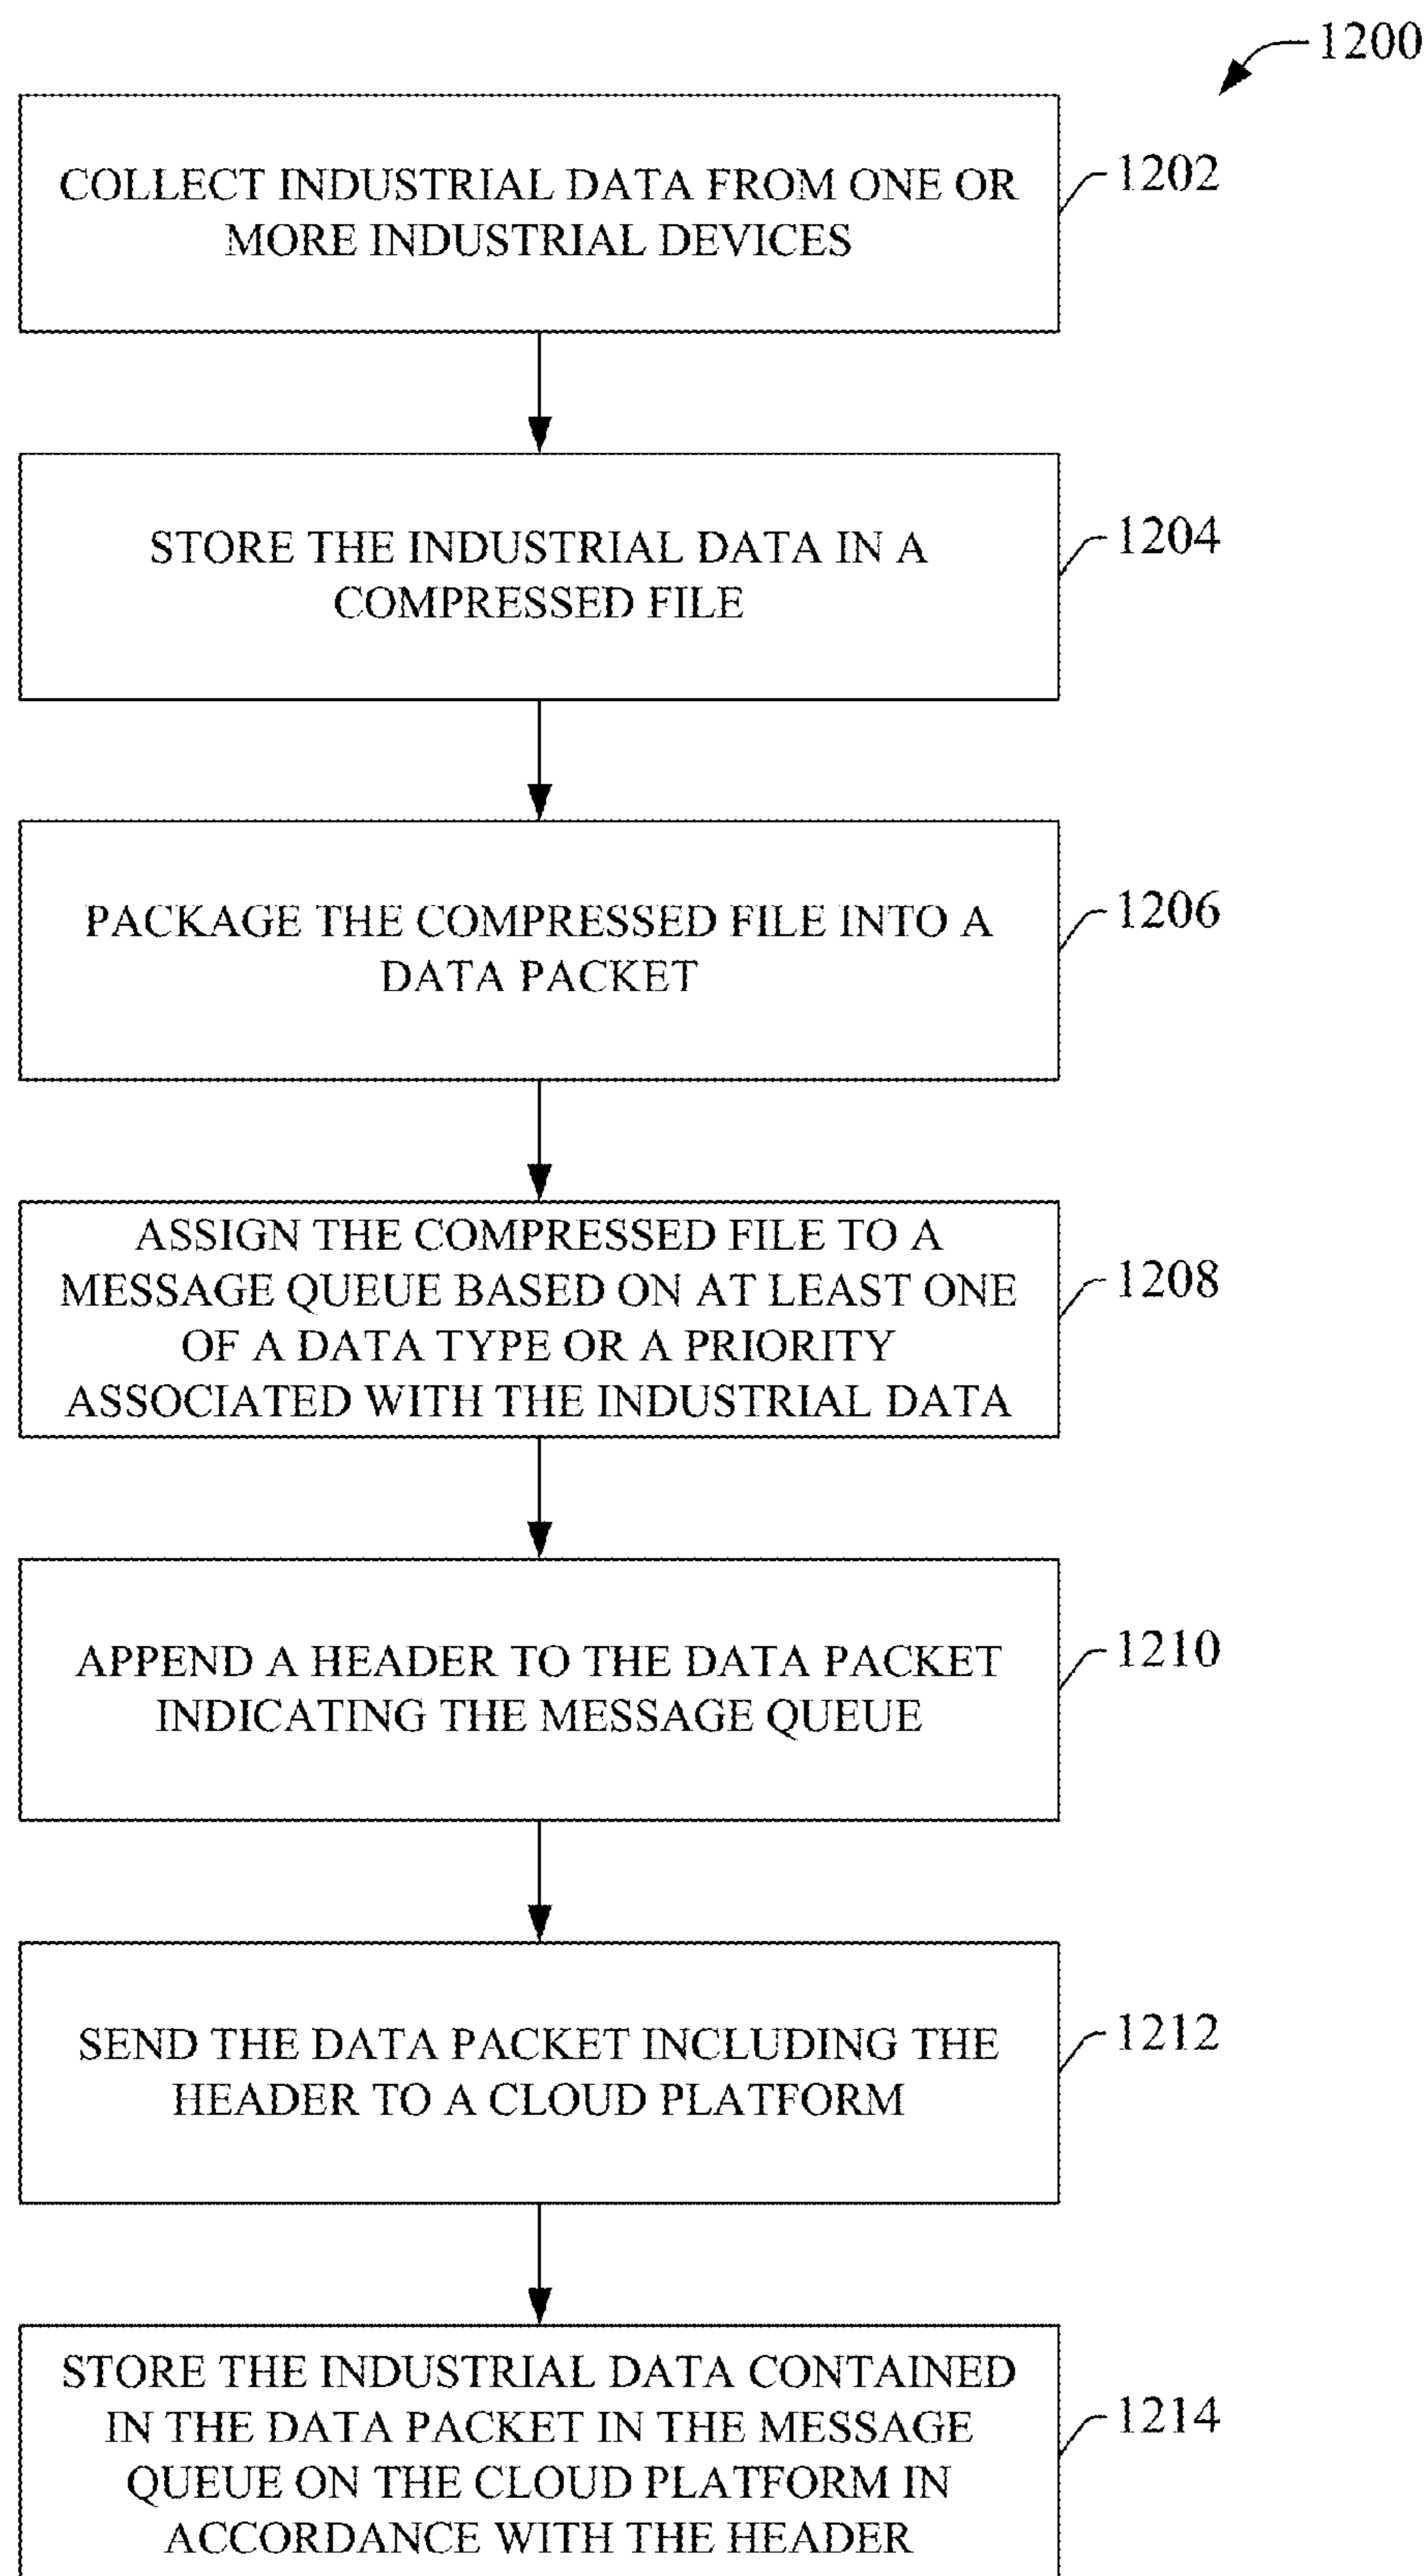 1200
COLLECT INDUSTRIAL DATA FROM ONE OR
MORE INDUSTRIAL DEVICES
1202
STORE THE INDUSTRIAL DATA IN A
COMPRESSED FILE
1204
PACKAGE THE COMPRESSED FILE INTO A
DATA PACKET
1206
ASSIGN THE COMPRESSED FILE TO A
MESSAGE QUEUE BASED ON AT LEAST ONE
OF A DATA TYPE OR A PRIORITY
ASSOCIATED WITH THE INDUSTRIAL DATA
1208
APPEND A HEADER TO THE DATA PACKET
INDICATING THE MESSAGE QUEUE
1210
SEND THE DATA PACKET INCLUDING THE
HEADER TO A CLOUD PLATFORM
1212
STORE THE INDUSTRIAL DATA CONTAINED
IN THE DATA PACKET IN THE MESSAGE
QUEUE ON THE CLOUD PLATFORM IN
ACCORDANCE WITH THE HEADER
1214